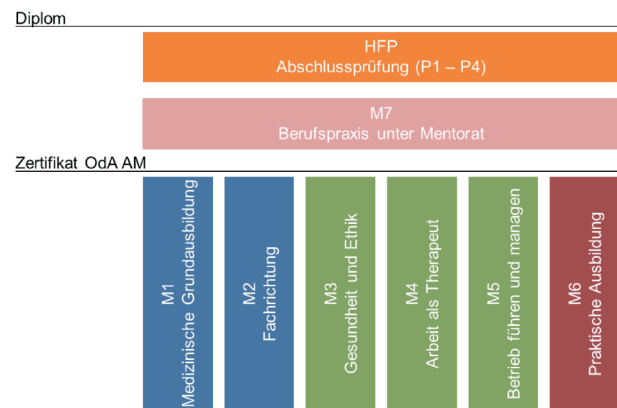 Diplom
HFP
Abschlussprüfung (P1 – P4)
M7
Berufspraxis unter Mentorat
Zertifikat OdA AM
M1
Medizinische Grundausbildung
M2
Fachrichtung
M3
Gesundheit und Ethik
M4
Arbeit als Therapeut
M5
Betrieb führen und managen
M6
Praktische Ausbildung